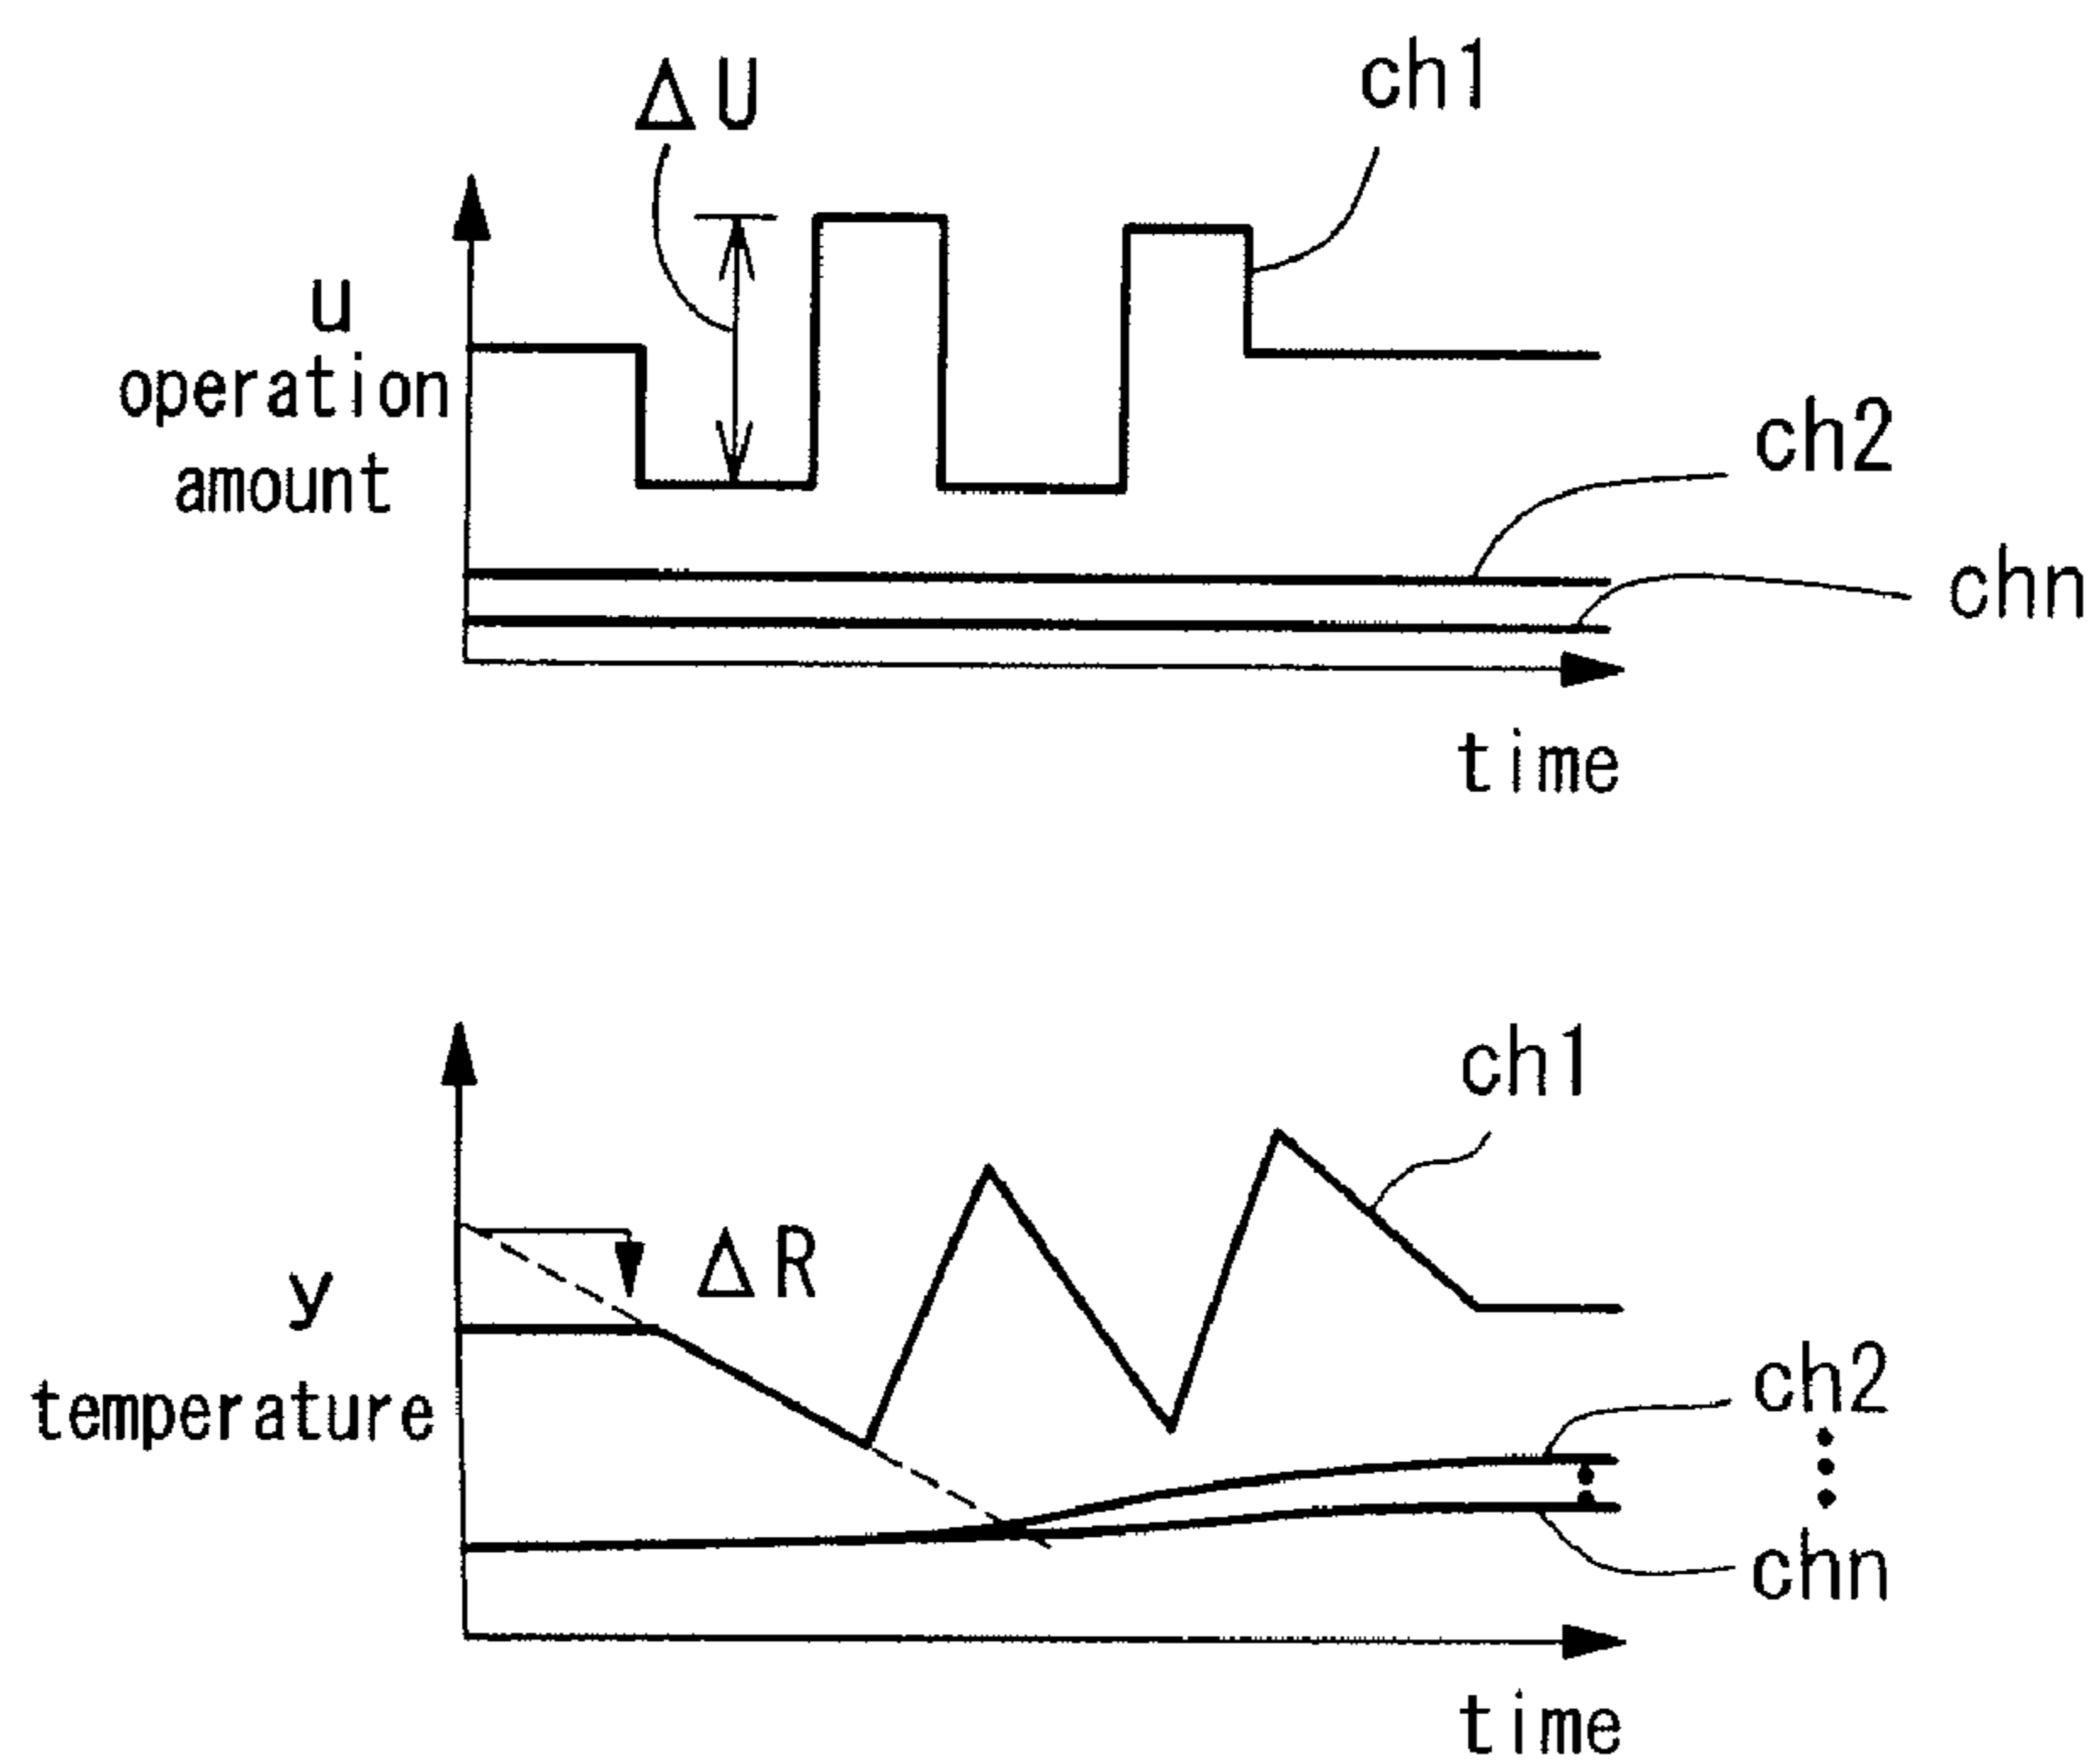 ΔU
ch1
u
operation
amount
ch2
chn
time
ch1
ΔR
y
temperature
ch2
chn
time